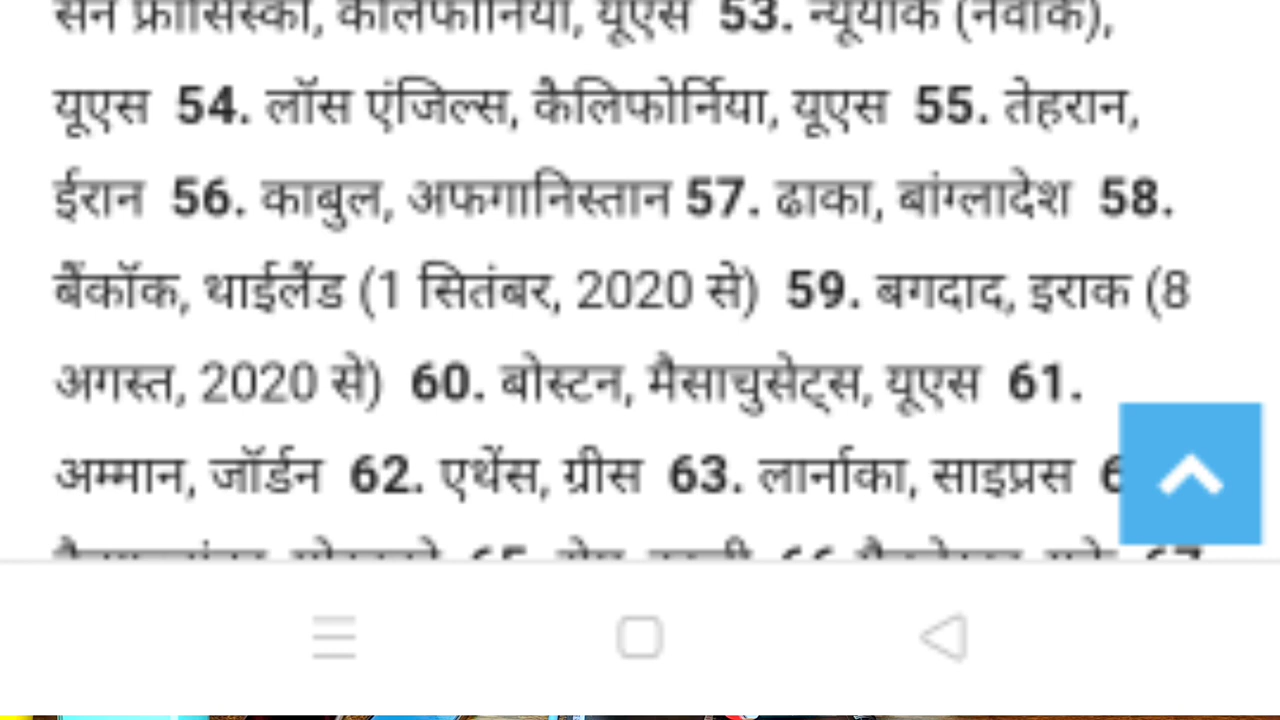 सैन फ्रांसिस्को, कैलिफोर्निया, यूएस 53. न्यूयॉर्क (नेवार्क),
यूएस 54. लॉस एंजिल्स, कैलिफोर्निया, यूएस 55. तेहरान,
ईरान 56. काबुल, अफगानिस्तान 57. ढाका, बांग्लादेश 58.
बैंकॉक, थाईलैंड (1 सितंबर, 2020 से) 59. बगदाद, इराक (8
अगस्त, 2020 से) 60. बोस्टन, मैसाचुसेट्स, यूएस 61.
अम्मान, जॉर्डन 62. एथेंस, ग्रीस 63. लार्नाका, साइप्रस